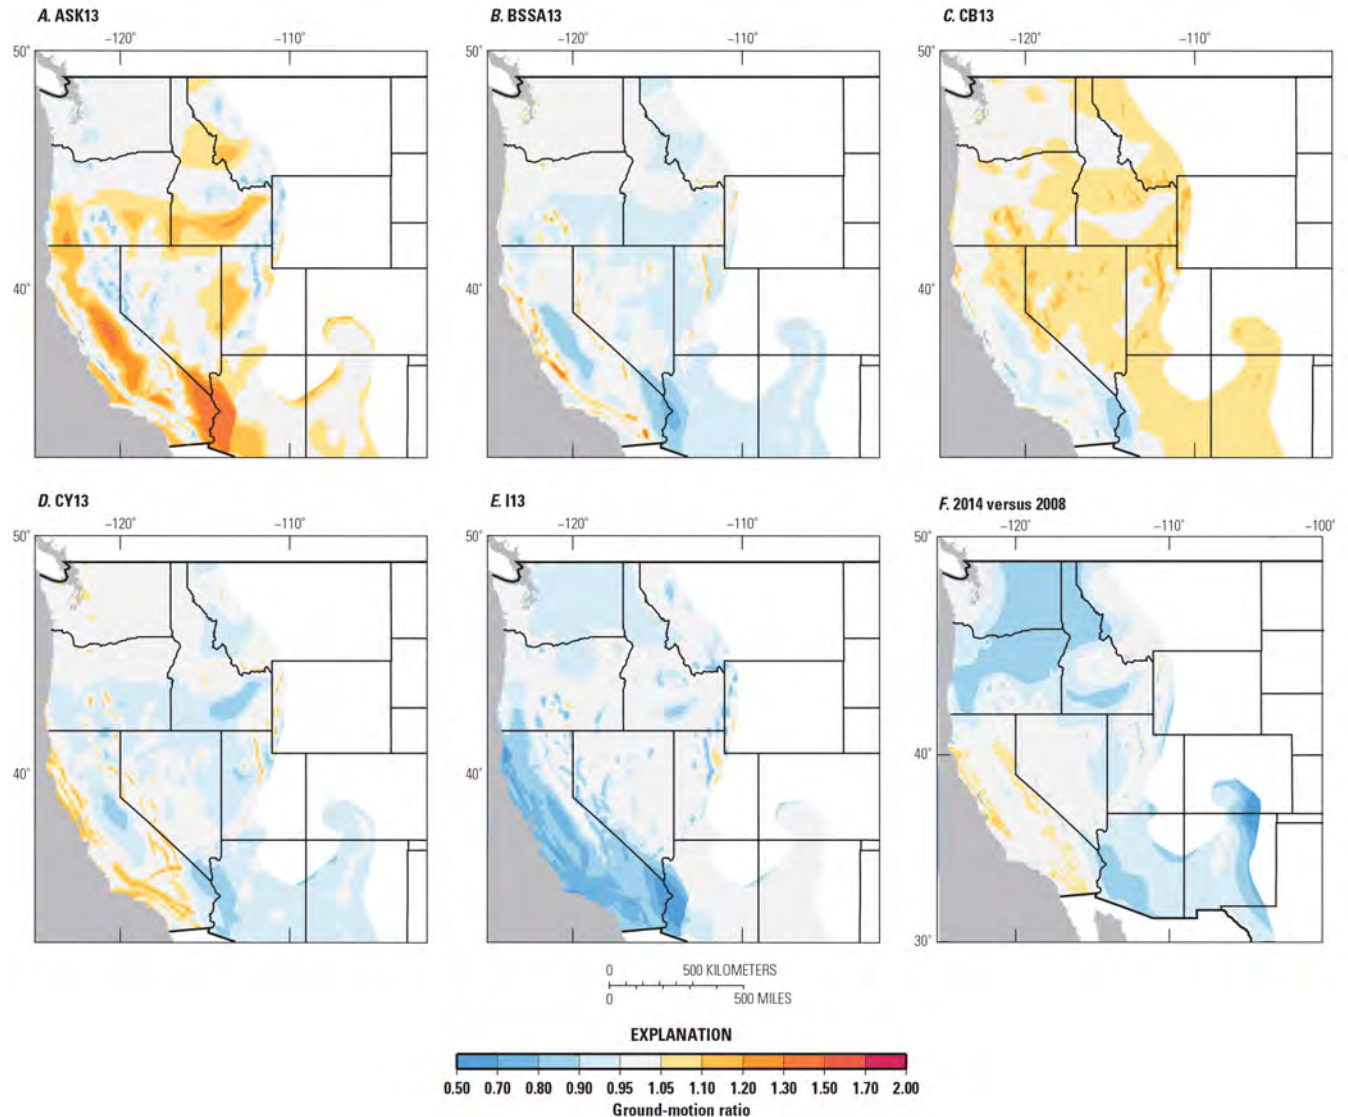 A. ASK13
B. BSSA13
C. CB13
−120° −110°
−120° −110°
−120° −110°
50°
50°
50°
40°
40°
40°
D. CY13
E. I13
F. 2014 versus 2008
−120° −110°
−120° −110°
−120° −110° −100°
50°
50°
50°
40°
40°
40°
30°
0 500 KILOMETERS
0 500 MILES
EXPLANATION
0.50 0.70 0.80 0.90 0.95 1.05 1.10 1.20 1.30 1.50 1.70 2.00
Ground-motion ratio